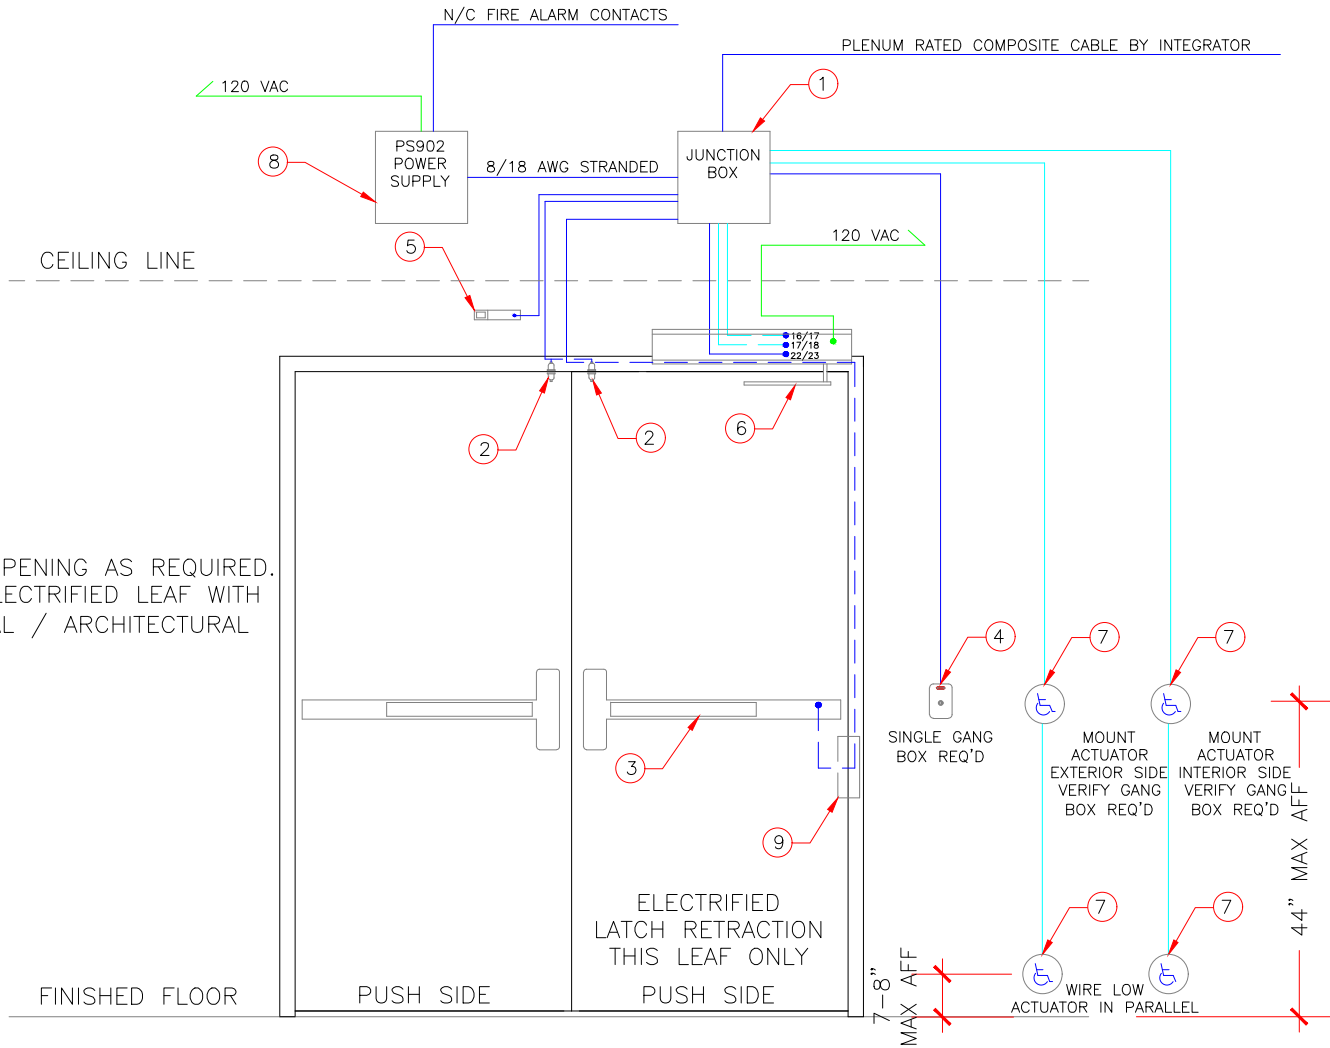 N/C FIRE ALARM CONTACTS
PLENUM RATED COMPOSITE CABLE BY INTEGRATOR
120 VAC
1
PS902
POWER
SUPPLY
8
8/18 AWG STRANDED
JUNCTION
BOX
5
120 VAC
CEILING LINE
16/17
17/18
22/23
2
2
6
PENING AS REQUIRED.
LECTRIFIED LEAF WITH
AL / ARCHITECTURAL
4
7
7
SINGLE GANG
BOX REQ'D
MOUNT
ACTUATOR
EXTERIOR SIDE
VERIFY GANG
BOX REQ'D
MOUNT
ACTUATOR
INTERIOR SIDE
VERIFY GANG
BOX REQ'D
3
9
44" MAX AFF
ELECTRIFIED
LATCH RETRACTION
THIS LEAF ONLY
7
7
7-8"
MAX AFF
WIRE LOW
ACTUATOR IN PARALLEL
FINISHED FLOOR
PUSH SIDE
PUSH SIDE